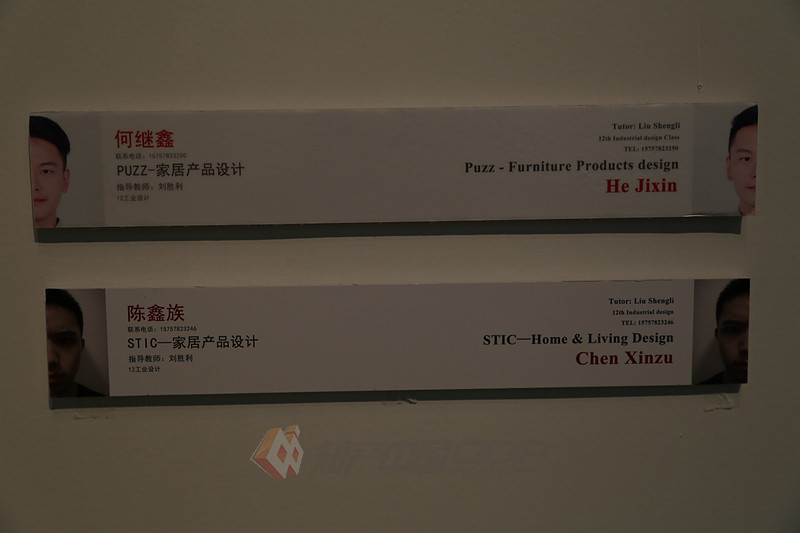 何继鑫
联系电话：15757823350
PUZZ-家居产品设计
指导教师：刘胜利
12工业设计
Tutor: Liu Shengli
12th Industrial design Class
TEL: 15757823350
Puzz - Furniture Products design
He Jixin
陈鑫族
联系电话：15757823246
STIC—家居产品设计
指导教师：刘胜利
12工业设计
Tutor: Liu Shengli
12th Industrial design
TEL: 15757823246
STIC—Home & Living Design
Chen Xinzu